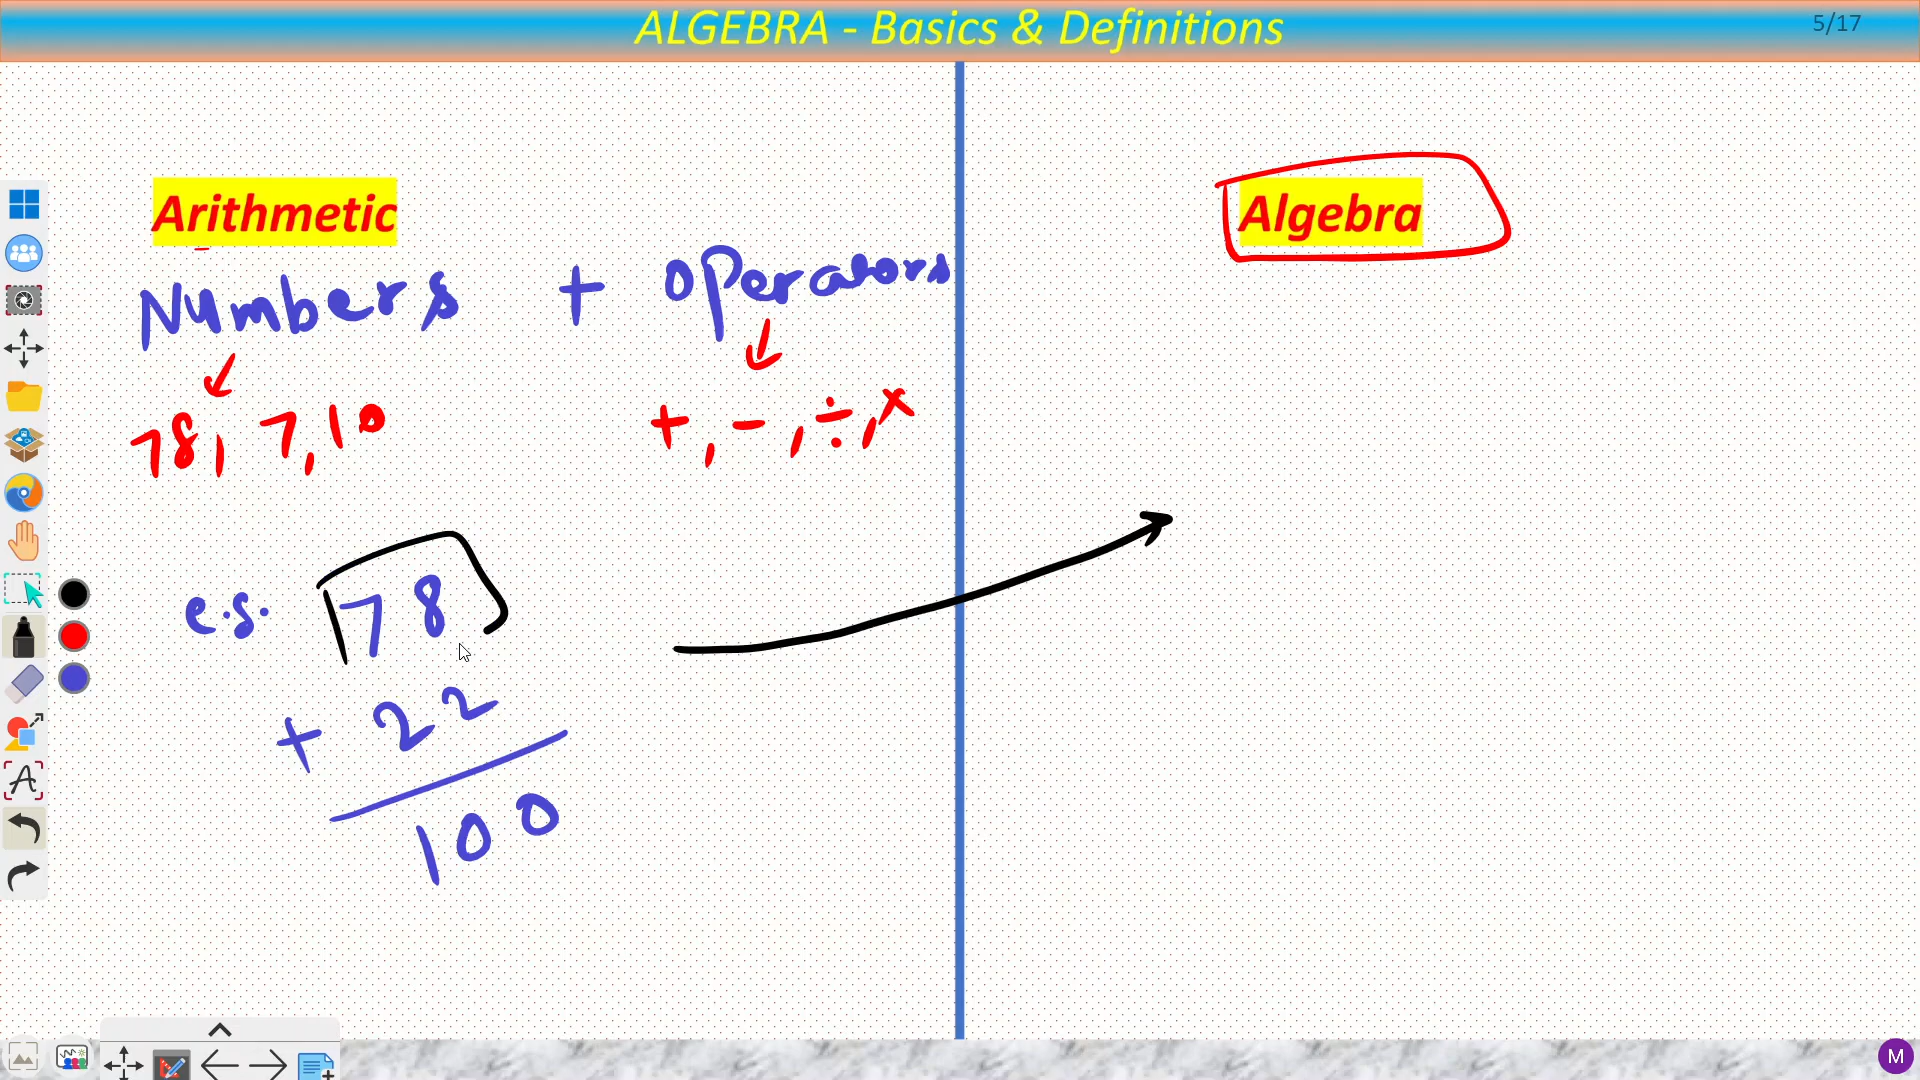 ALGEBRA - Basics & Definitions
5/17
Arithmetic
Numbers + Operators
78, 7, 10
+, -, ÷, ×
e.g. 78
+ 22
100
Algebra
M